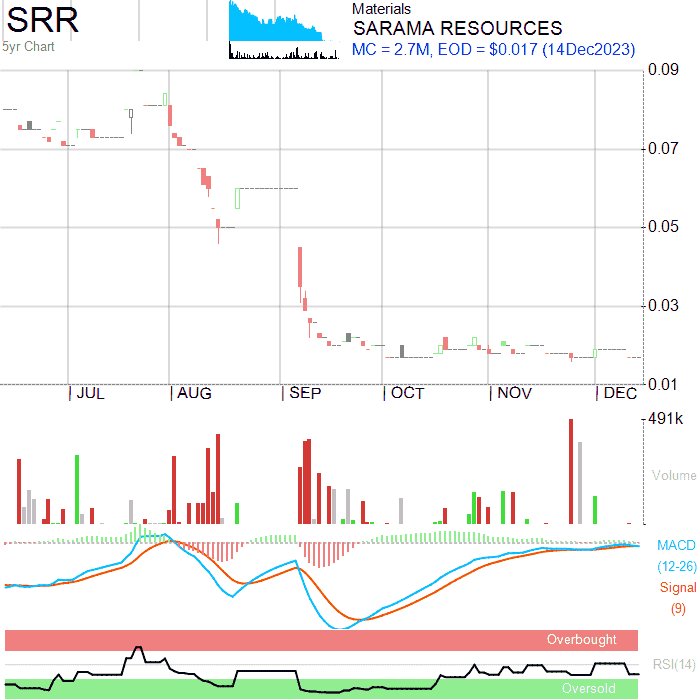 SRR
5yr Chart
Materials
SARAMA RESOURCES
MC = 2.7M, EOD = $0.017 (14Dec2023)
0.09
0.07
0.05
0.03
0.01
JUL AUG SEP OCT NOV DEC
491k
Volume
MACD
(12-26)
Signal
(9)
Overbought
RSI(14)
Oversold